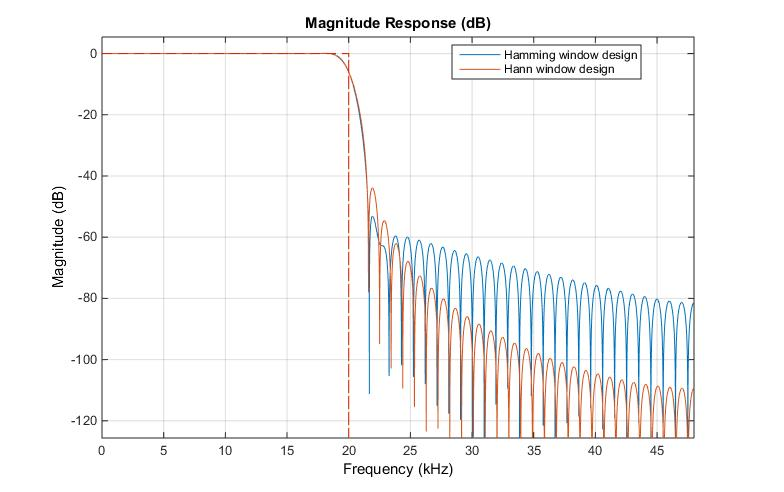 Magnitude Response (dB)
Hamming window design
Hann window design
0
-20
-40
-60
-80
-100
-120
Magnitude (dB)
0 5 10 15 20 25 30 35 40 45
Frequency (kHz)